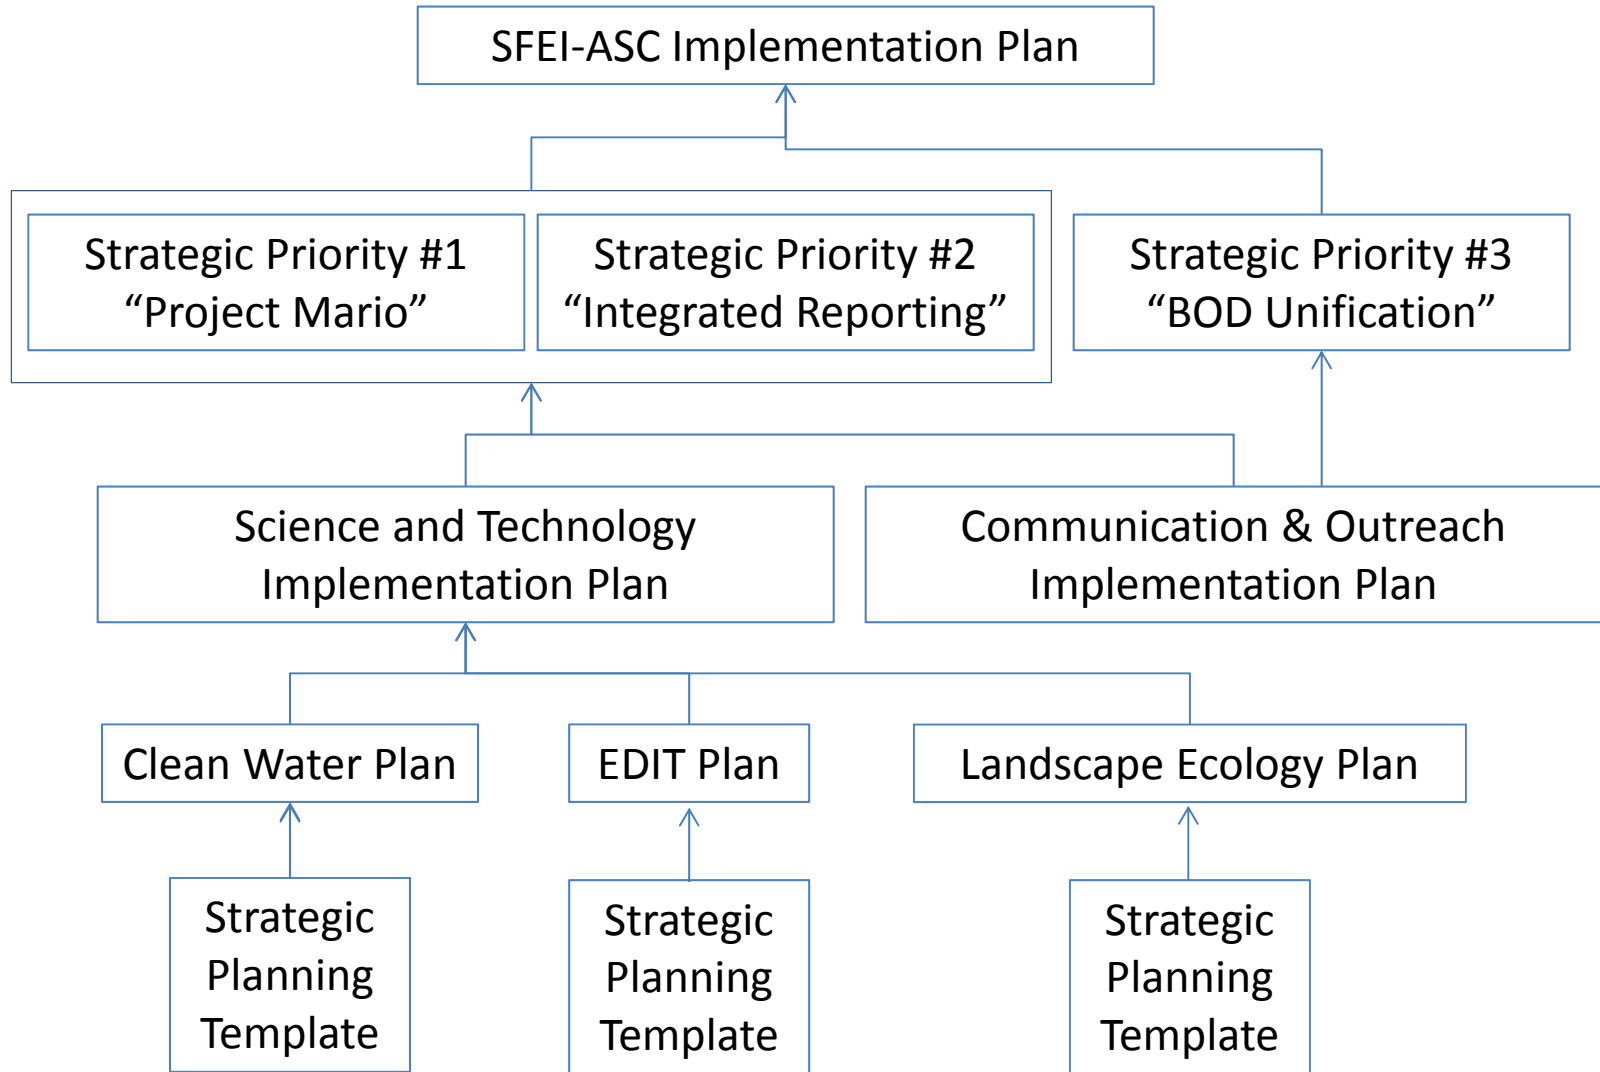 SFEI-ASC Implementation Plan
Strategic Priority #1
“Project Mario”
Strategic Priority #2
“Integrated Reporting”
Strategic Priority #3
“BOD Unification”
Science and Technology
Implementation Plan
Communication & Outreach
Implementation Plan
Clean Water Plan
EDIT Plan
Landscape Ecology Plan
Strategic
Planning
Template
Strategic
Planning
Template
Strategic
Planning
Template